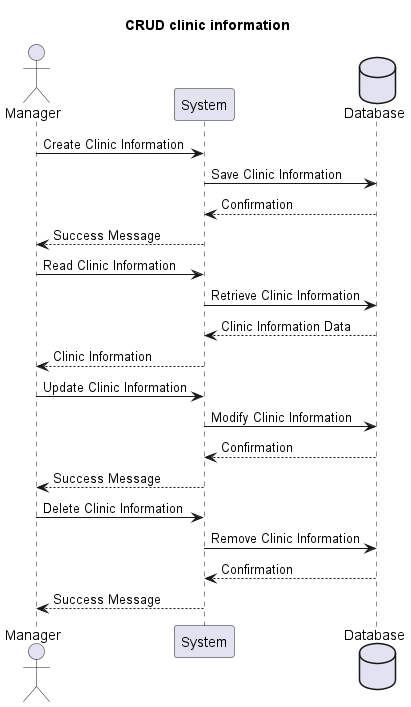 CRUD clinic information
Manager
System
Database
Create Clinic Information
Save Clinic Information
Confirmation
Success Message
Read Clinic Information
Retrieve Clinic Information
Clinic Information Data
Clinic Information
Update Clinic Information
Modify Clinic Information
Confirmation
Success Message
Delete Clinic Information
Remove Clinic Information
Confirmation
Success Message
Manager
System
Database